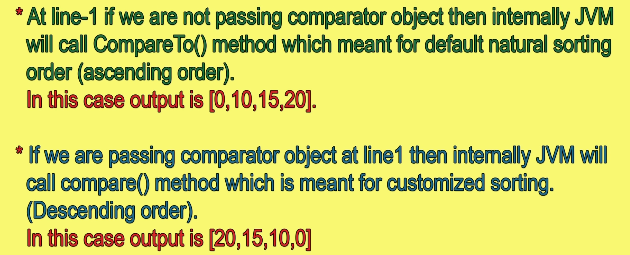 * At line-1 if we are not passing comparator object then internally JVM
will call CompareTo() method which meant for default natural sorting
order (ascending order).
In this case output is [0,10,15,20].
* If we are passing comparator object at line1 then internally JVM will
call compare() method which is meant for customized sorting.
(Descending order).
In this case output is [20,15,10,0]